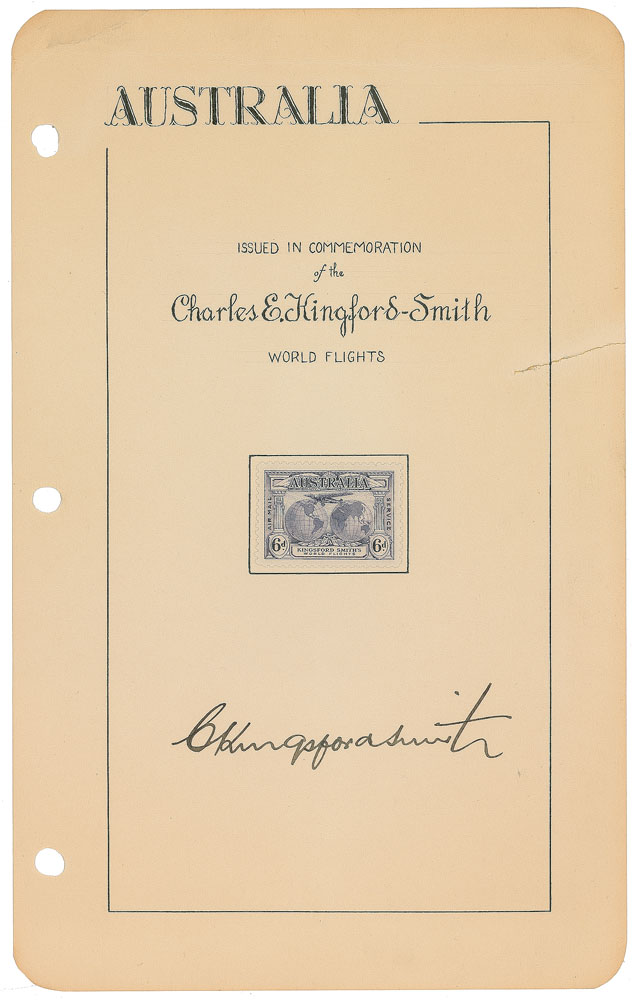 AUSTRALIA
ISSUED IN COMMEMORATION
of the
Charles E. Kingford-Smith
WORLD FLIGHTS
AUSTRALIA
AIR MAIL
SERVICE
6d
6d
KINGSFORD SMITH'S
WORLD FLIGHTS
CKingsfordsmith